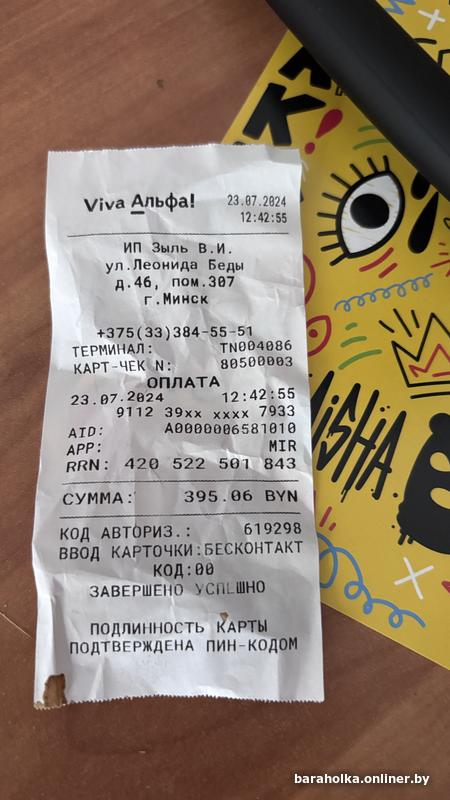 Viva Альфа!
23.07.2024
12:42:55
ИП Зыль В.И.
ул.Леонида Беды
д.46, пом.307
г.Минск
+375(33)384-55-51
ТЕРМИНАЛ: TN004086
КАРТ-ЧЕК N: 80500003
ОПЛАТА
23.07.2024 12:42:55
9112 39xx xxxx 7933
AID: A0000006581010
APP: MIR
RRN: 420 522 501 843
СУММА: 395.06 BYN
КОД АВТОРИЗ.: 619298
ВВОД КАРТОЧКИ:БЕСКОНТАКТ
КОД:00
ЗАВЕРШЕНО УСПЕШНО
ПОДЛИННОСТЬ КАРТЫ
ПОДТВЕРЖДЕНА ПИН-КОДОМ
MISHA
baraholka.onliner.by